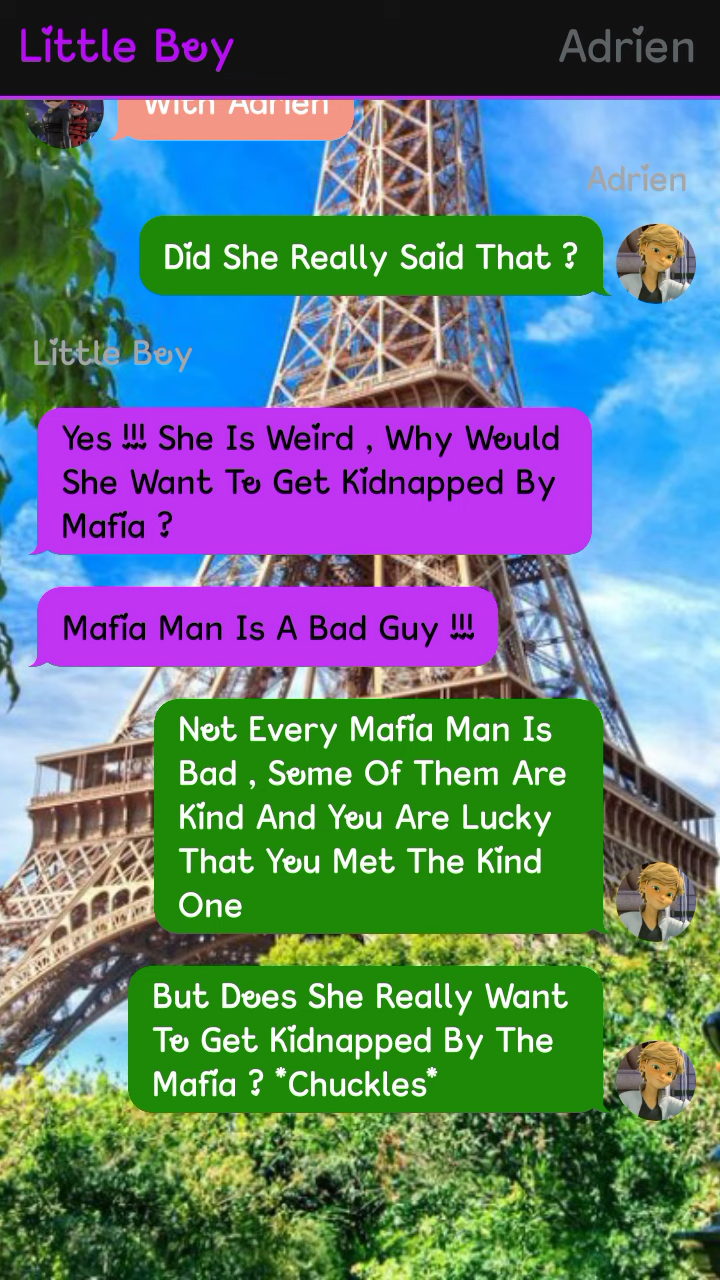 Little Boy
Adrien
With Adrien
Adrien
Did She Really Said That ?
Little Boy
Yes !!! She Is Weird , Why Would
She Want To Get Kidnapped By
Mafia ?
Mafia Man Is A Bad Guy !!!
Not Every Mafia Man Is
Bad , Some Of Them Are
Kind And You Are Lucky
That You Met The Kind
One
But Does She Really Want
To Get Kidnapped By The
Mafia ? *Chuckles*